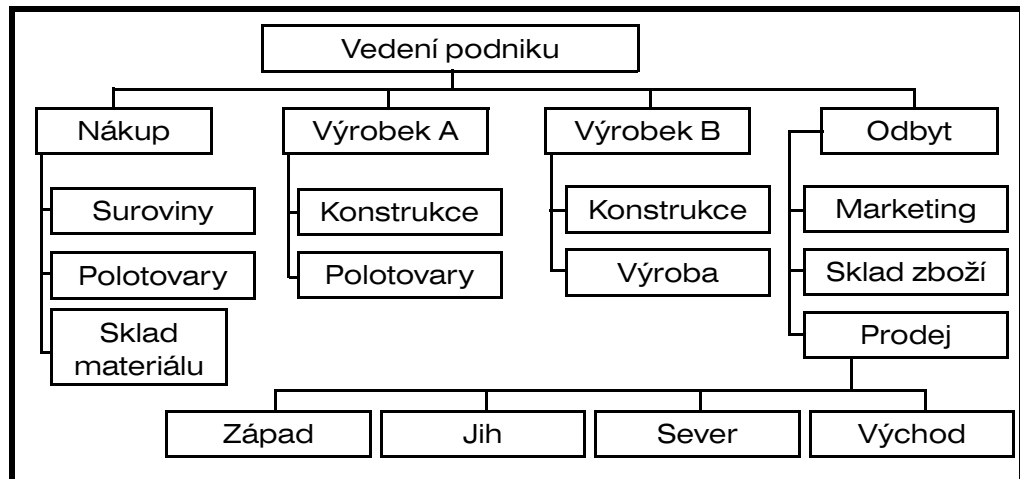 Vedení podniku
Nákup
Výrobek A
Výrobek B
Odbyt
Suroviny
Konstrukce
Konstrukce
Marketing
Polotovary
Polotovary
Výroba
Sklad zboží
Sklad
materiálu
Prodej
Západ
Jih
Sever
Východ